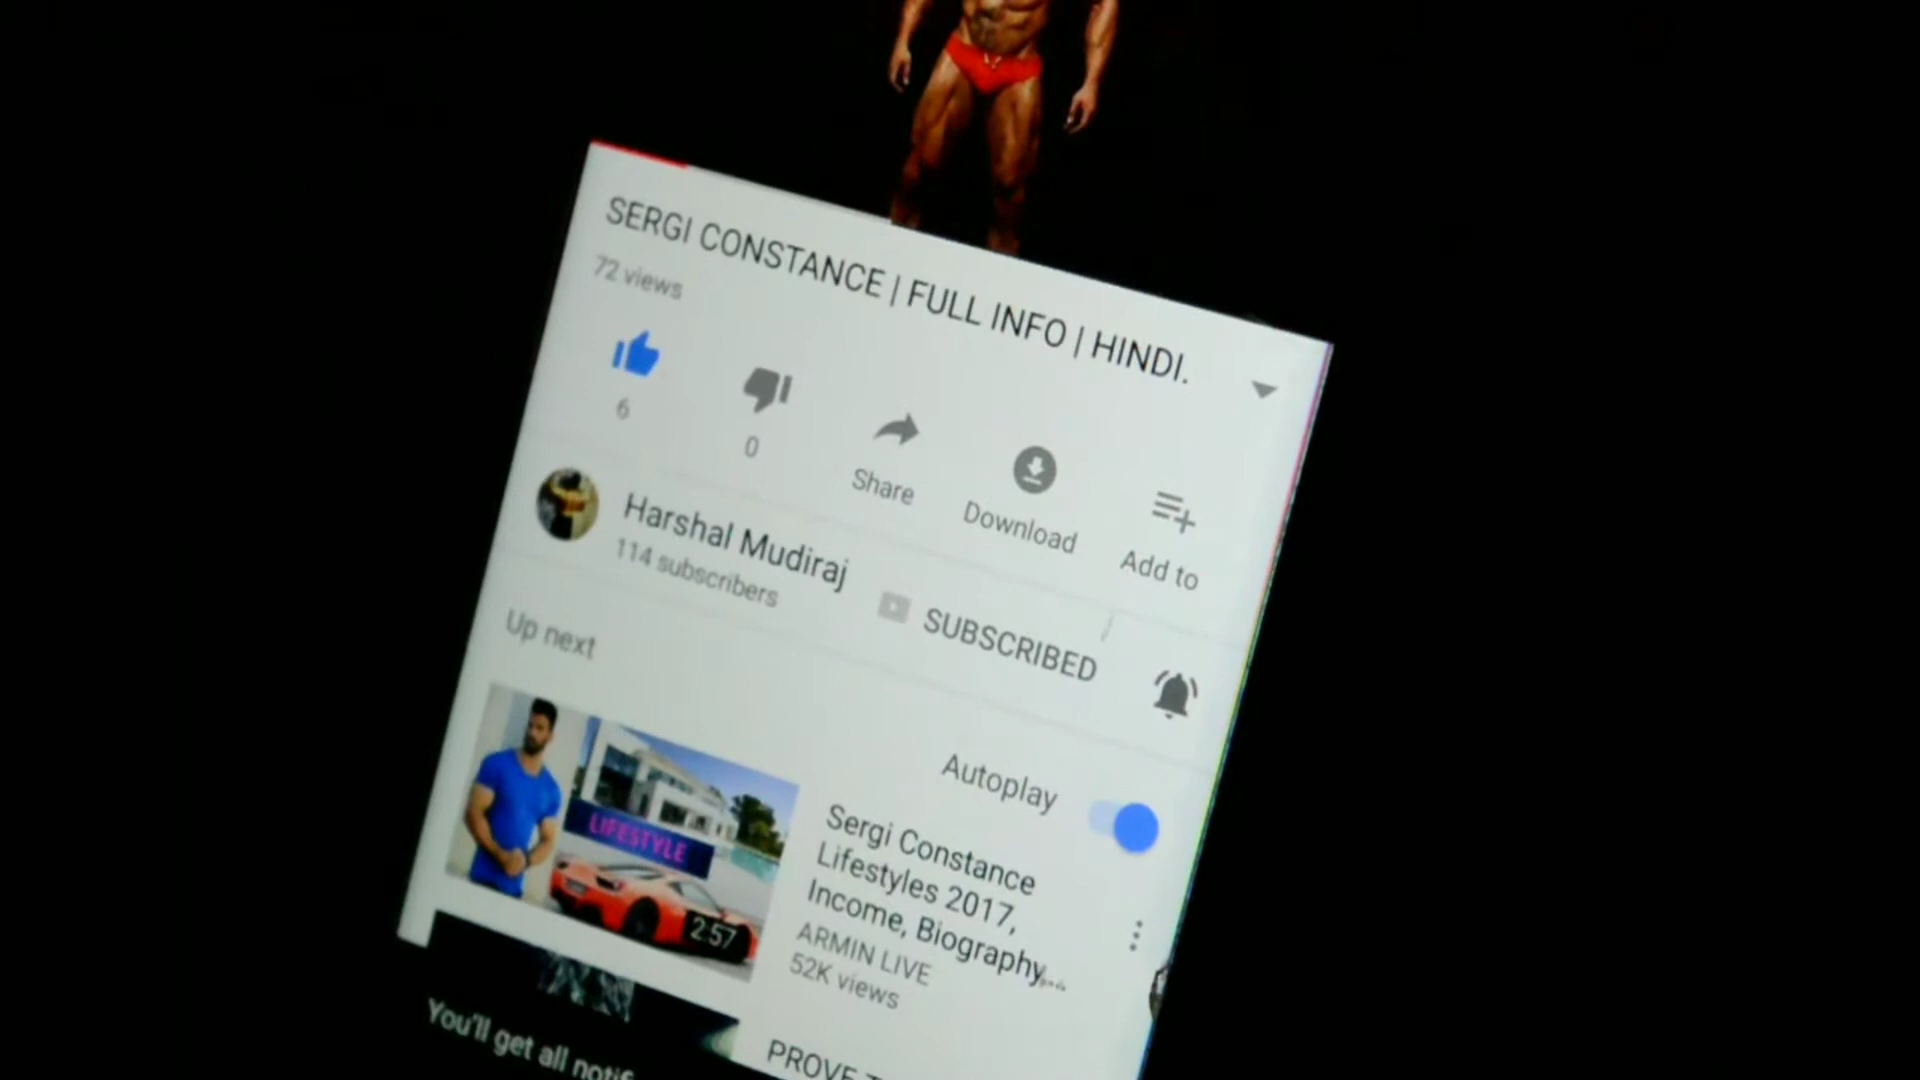 SERGI CONSTANCE | FULL INFO | HINDI.
72 views
6
0
Share
Download
Add to
Harshal Mudiraj
114 subscribers
SUBSCRIBED
Up next
Autoplay
LIFESTYLE
2:57
Sergi Constance
Lifestyles 2017,
Income, Biography,...
ARMIN LIVE
52K views
PROVE
You'll get all notif